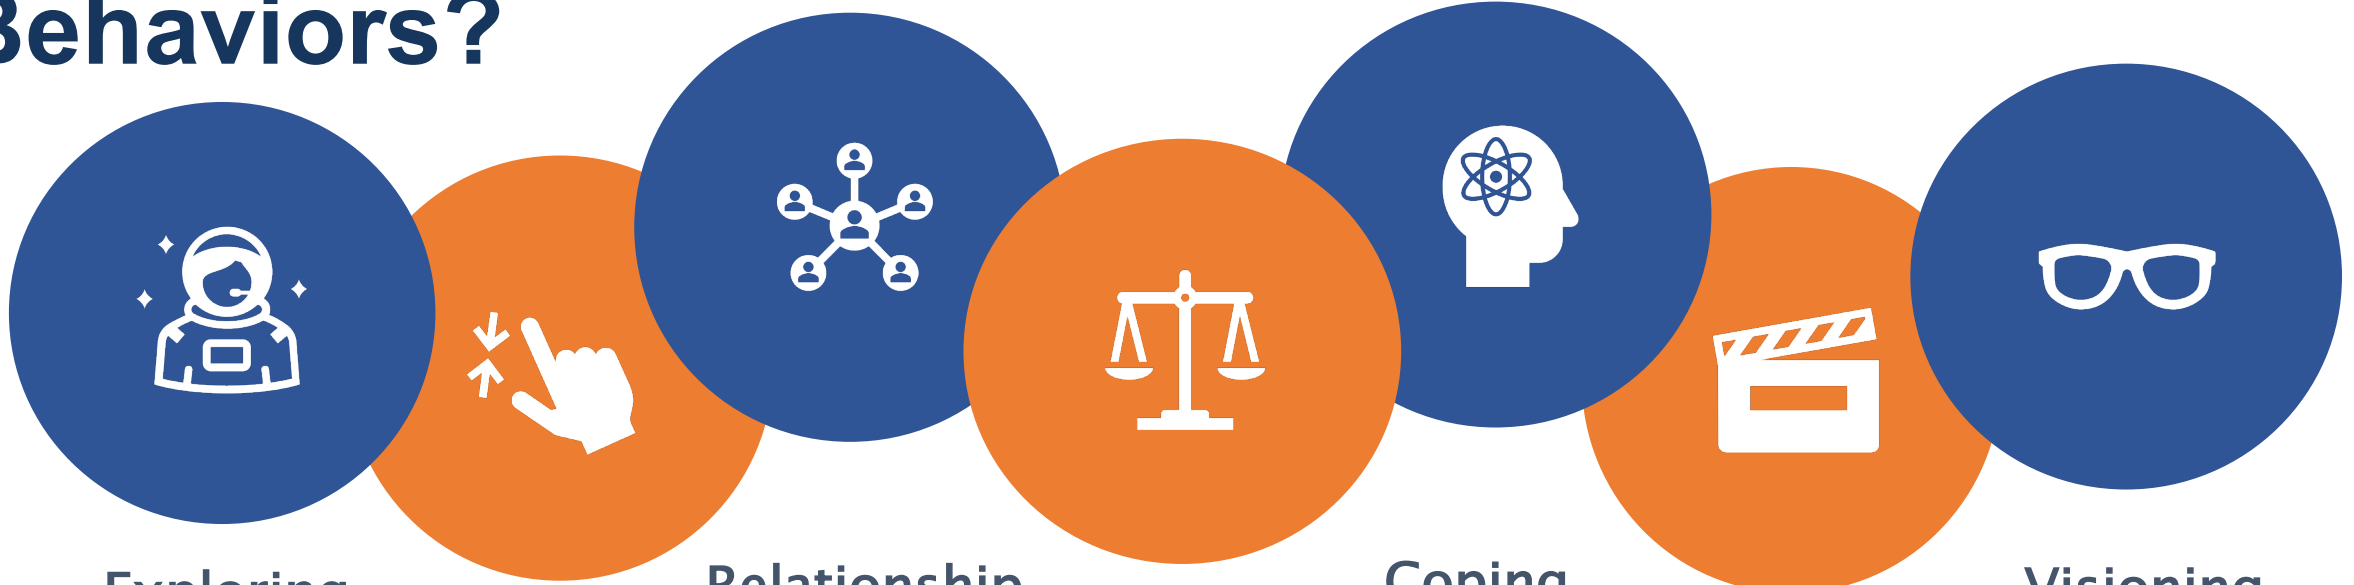 Behaviors?
Exploring
Relationship
Coping
Visioning